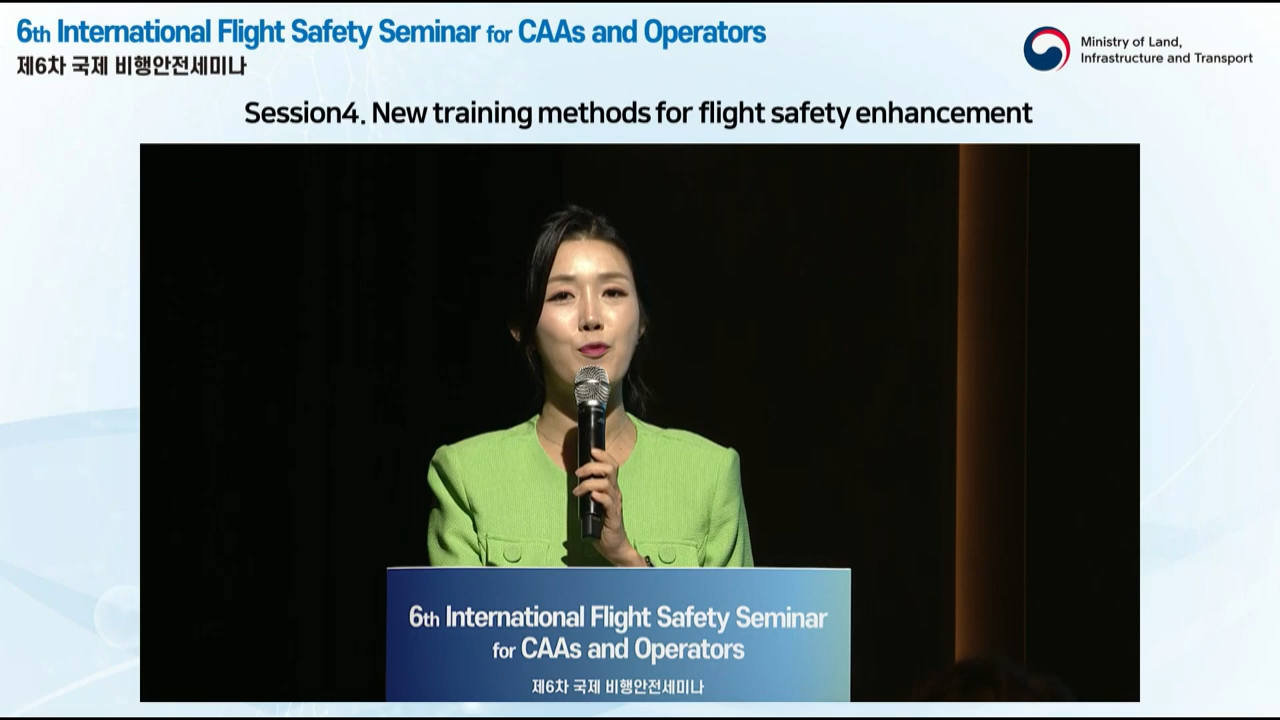 6th International Flight Safety Seminar for CAAs and Operators
제6차 국제 비행안전세미나
Ministry of Land,
Infrastructure and Transport
Session4. New training methods for flight safety enhancement
6th International Flight Safety Seminar
for CAAs and Operators
제6차 국제 비행안전세미나